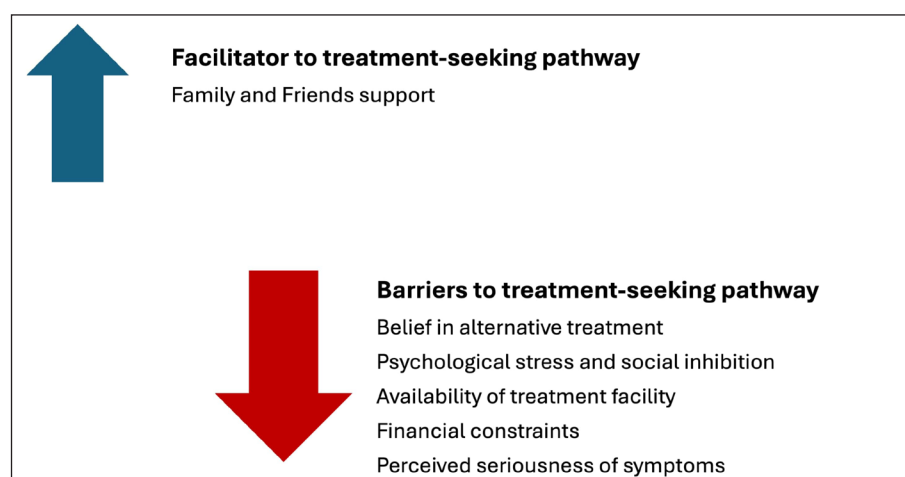 Facilitator to treatment-seeking pathway
Family and Friends support
Barriers to treatment-seeking pathway
Belief in alternative treatment
Psychological stress and social inhibition
Availability of treatment facility
Financial constraints
Perceived seriousness of symptoms